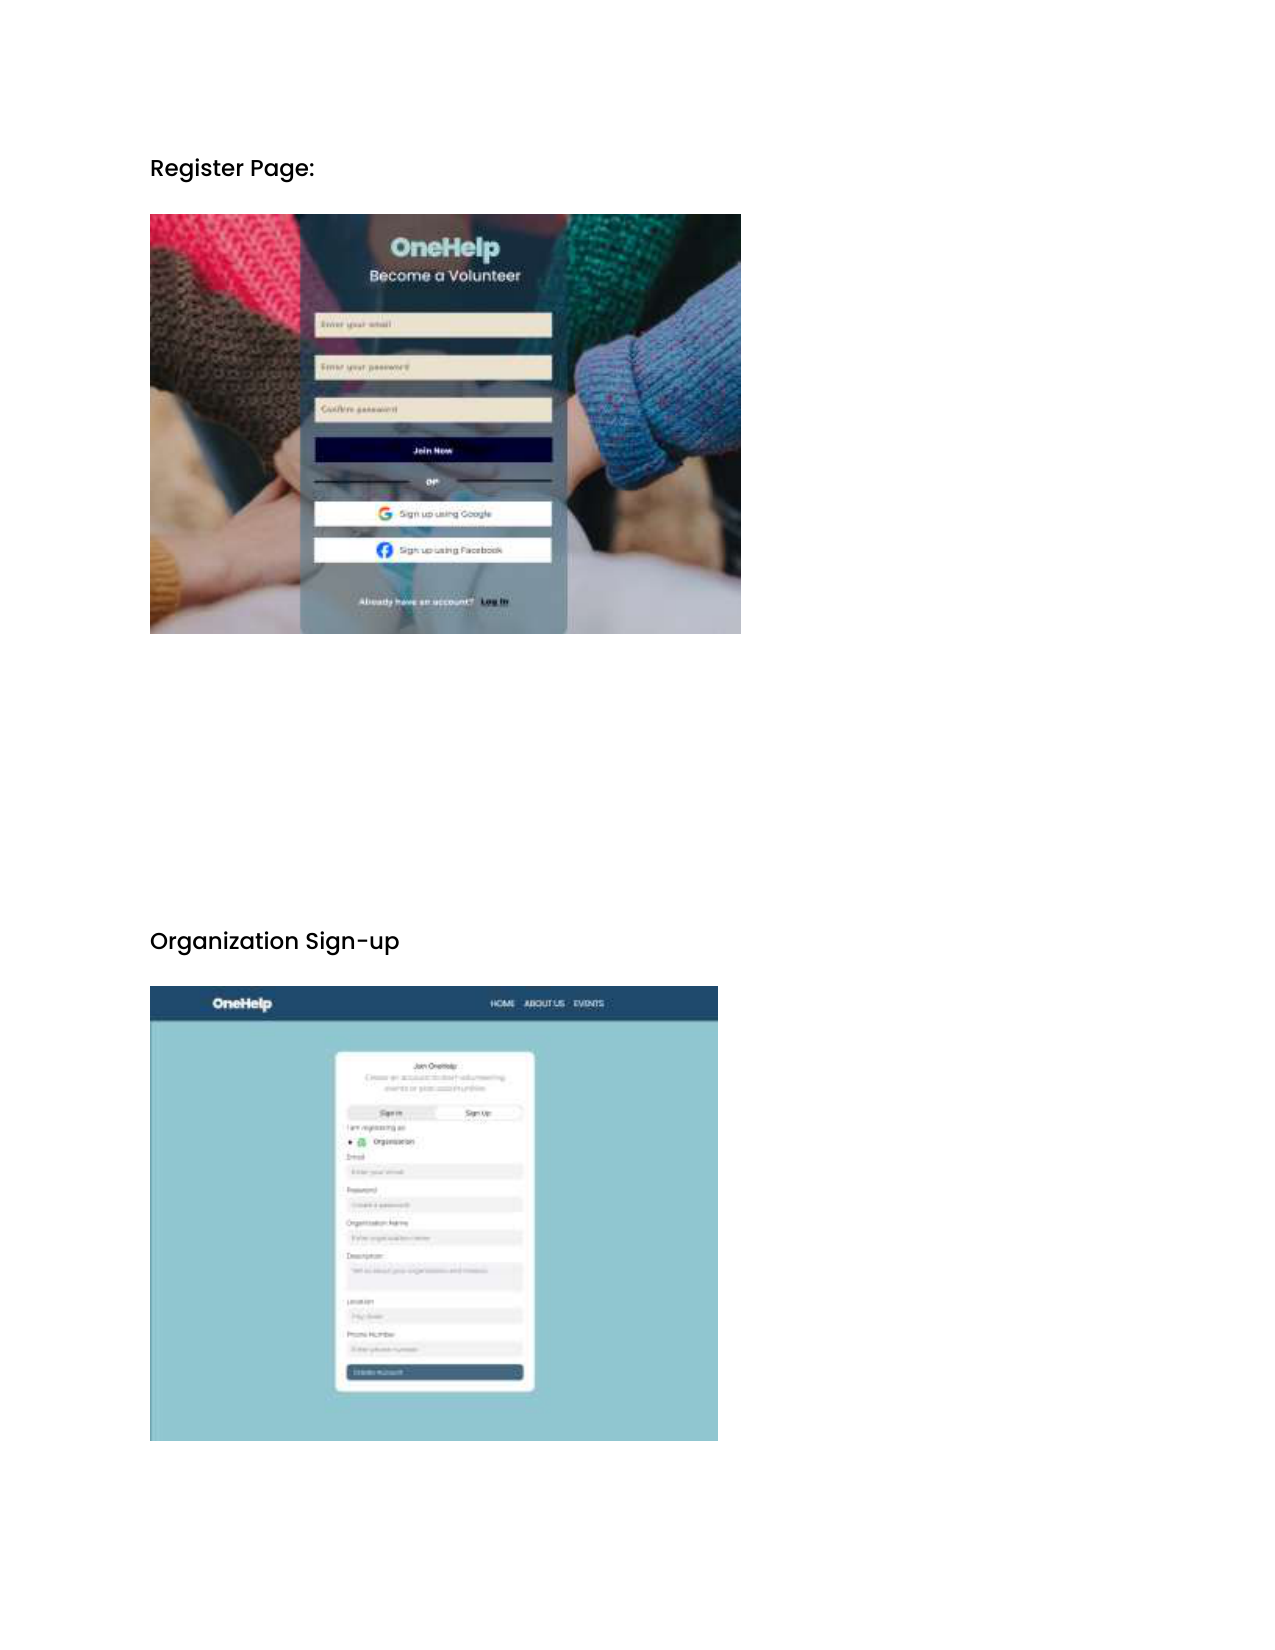 Register Page:
OneHelp
Become a Volunteer
Enter your email
Enter your password
Confirm password
Join Now
or
Sign up using Google
Sign up using Facebook
Already have an account? Log In
Organization Sign-up
OneHelp
HOME ABOUT US EVENTS
Join OneHelp
Create an account to start volunteering
events or post opportunities
Sign In Sign Up
I am registering as
Organization
Email
Enter your email
Password
Create a password
Organization Name
Enter organization name
Description
Tell us about your organization and mission
Location
City, State
Phone Number
Enter phone number
Create Account